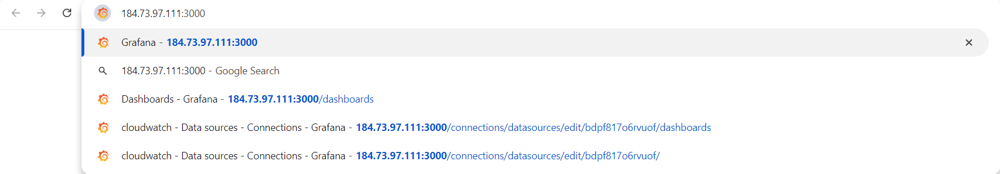 184.73.97.111:3000
Grafana - 184.73.97.111:3000
184.73.97.111:3000 - Google Search
Dashboards - Grafana - 184.73.97.111:3000/dashboards
cloudwatch - Data sources - Connections - Grafana - 184.73.97.111:3000/connections/datasources/edit/bdpf817o6rvuof/dashboards
cloudwatch - Data sources - Connections - Grafana - 184.73.97.111:3000/connections/datasources/edit/bdpf817o6rvuof/